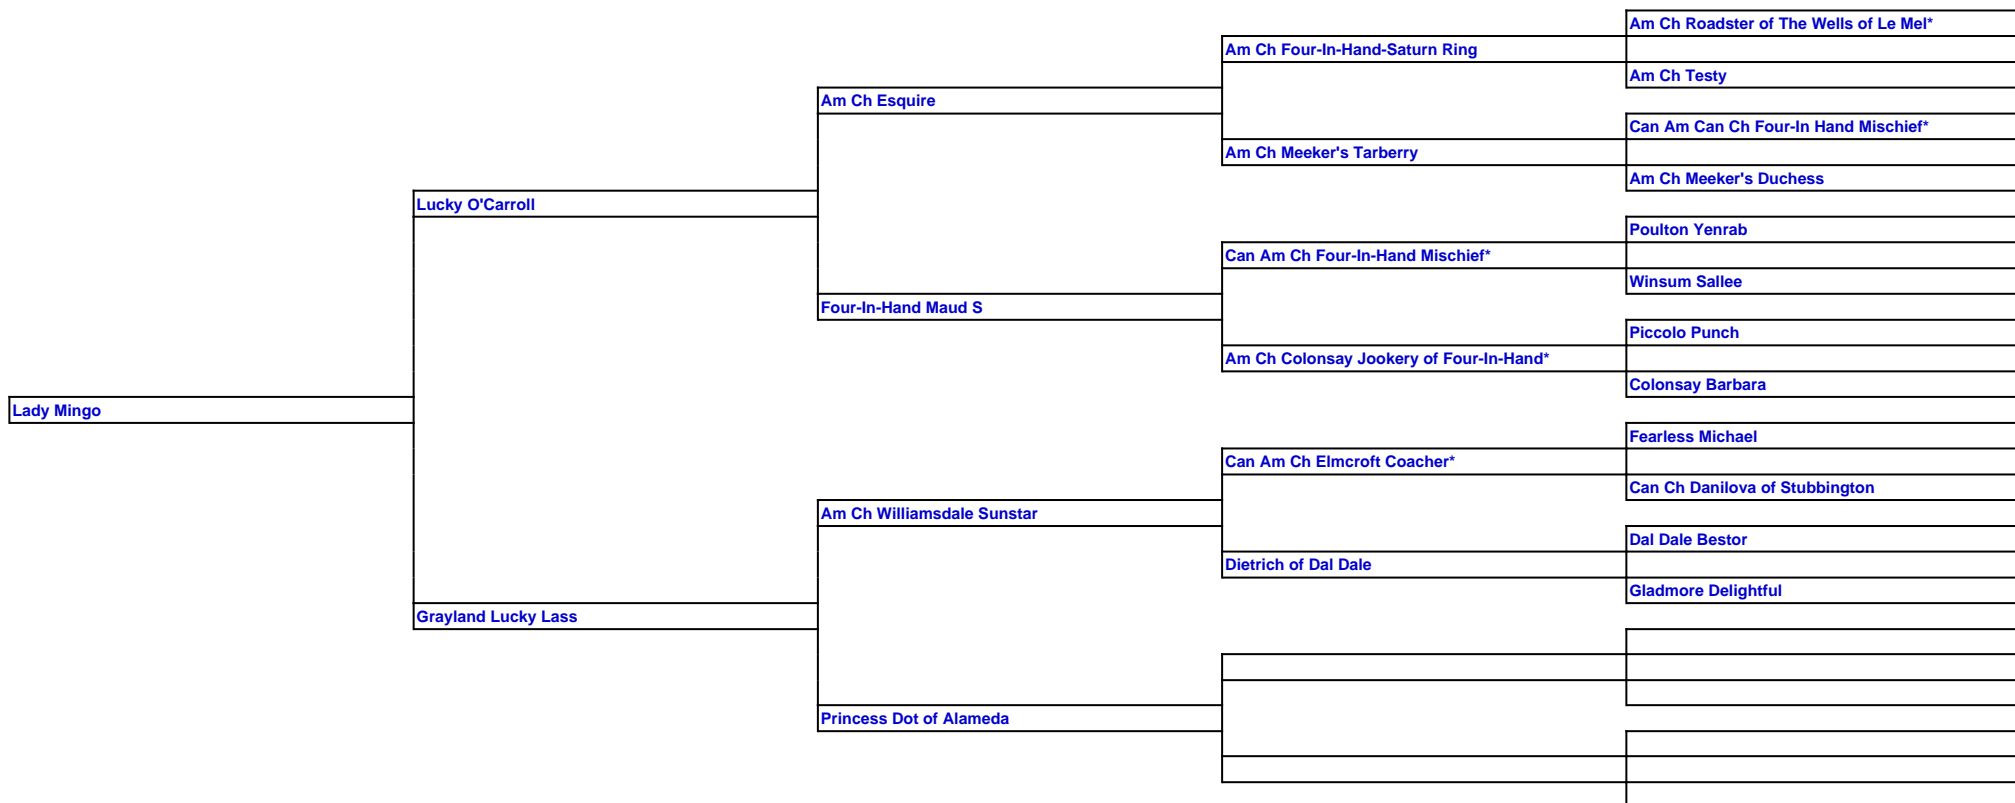 Am Ch Roadster of The Wells of Le Mel*
Am Ch Four-In-Hand-Saturn Ring
Am Ch Testy
Am Ch Esquire
Can Am Can Ch Four-In Hand Mischief*
Am Ch Meeker's Tarberry
Am Ch Meeker's Duchess
Lucky O'Carroll
Poulton Yenrab
Can Am Ch Four-In-Hand Mischief*
Winsum Sallee
Four-In-Hand Maud S
Piccolo Punch
Am Ch Colonsay Jookery of Four-In-Hand*
Colonsay Barbara
Lady Mingo
Fearless Michael
Can Am Ch Elmcroft Coacher*
Can Ch Danilova of Stubbington
Am Ch Williamsdale Sunstar
Dal Dale Bestor
Dietrich of Dal Dale
Gladmore Delightful
Grayland Lucky Lass
Princess Dot of Alameda